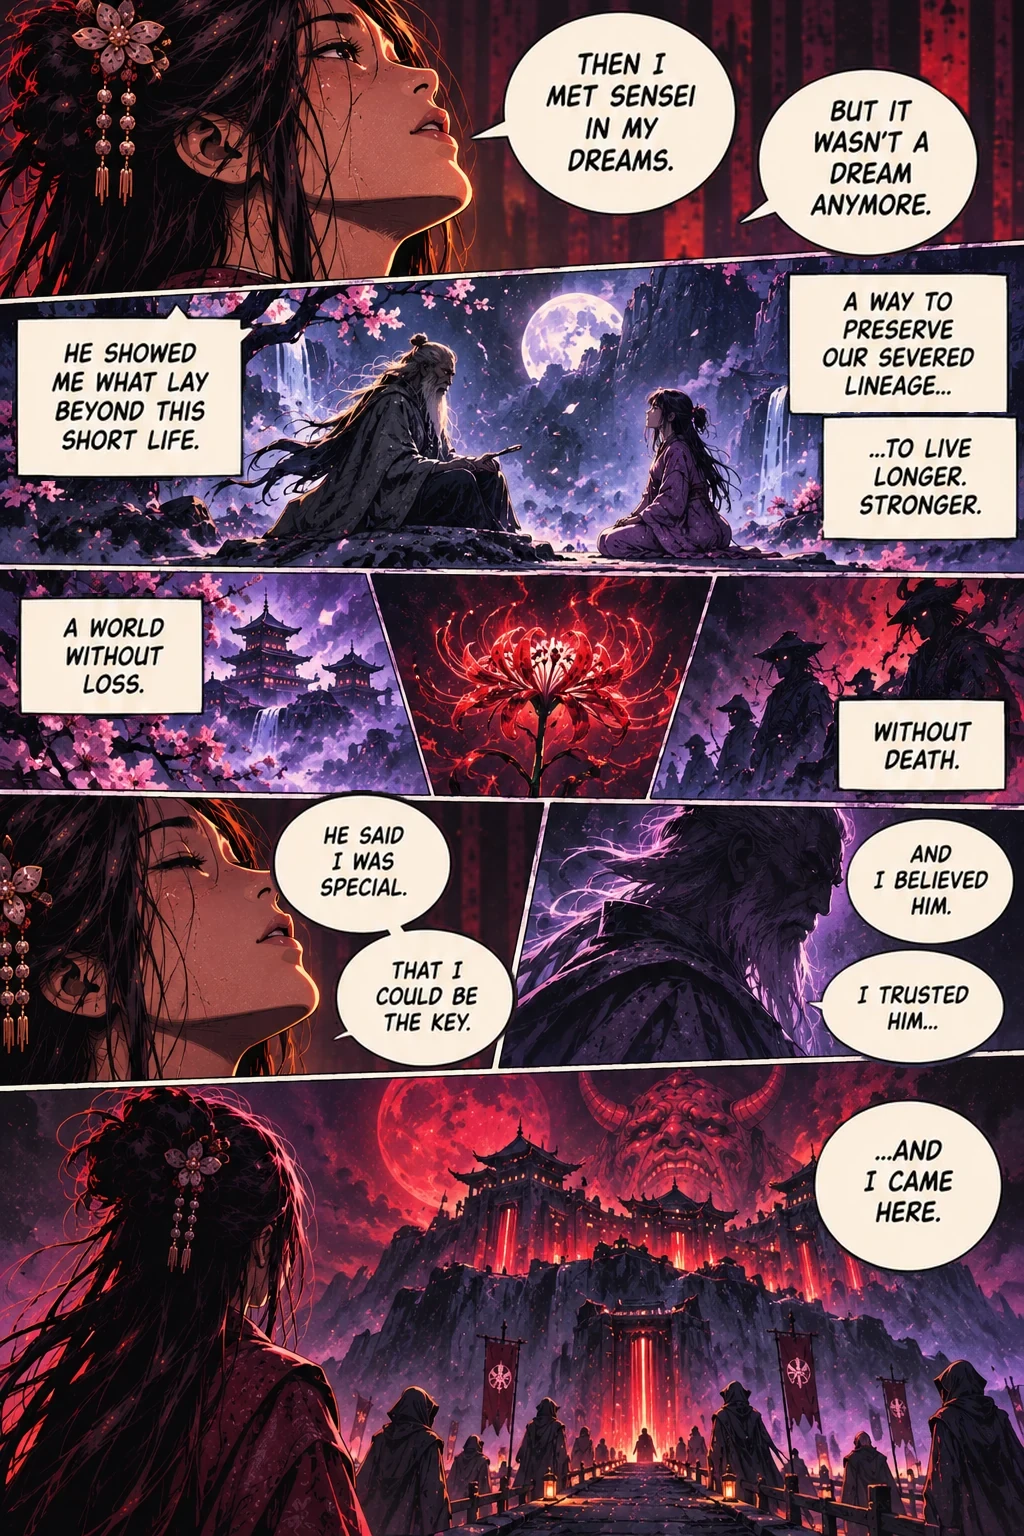 THEN I
MET SENSEI
IN MY
DREAMS.
BUT IT
WASN'T A
DREAM
ANYMORE.
HE SHOWED
ME WHAT LAY
BEYOND THIS
SHORT LIFE.
A WAY TO
PRESERVE
OUR SEVERED
LINEAGE...
...TO LIVE
LONGER.
STRONGER.
A WORLD
WITHOUT
LOSS.
WITHOUT
DEATH.
HE SAID
I WAS
SPECIAL.
THAT I
COULD BE
THE KEY.
AND
I BELIEVED
HIM.
I TRUSTED
HIM...
...AND
I CAME
HERE.